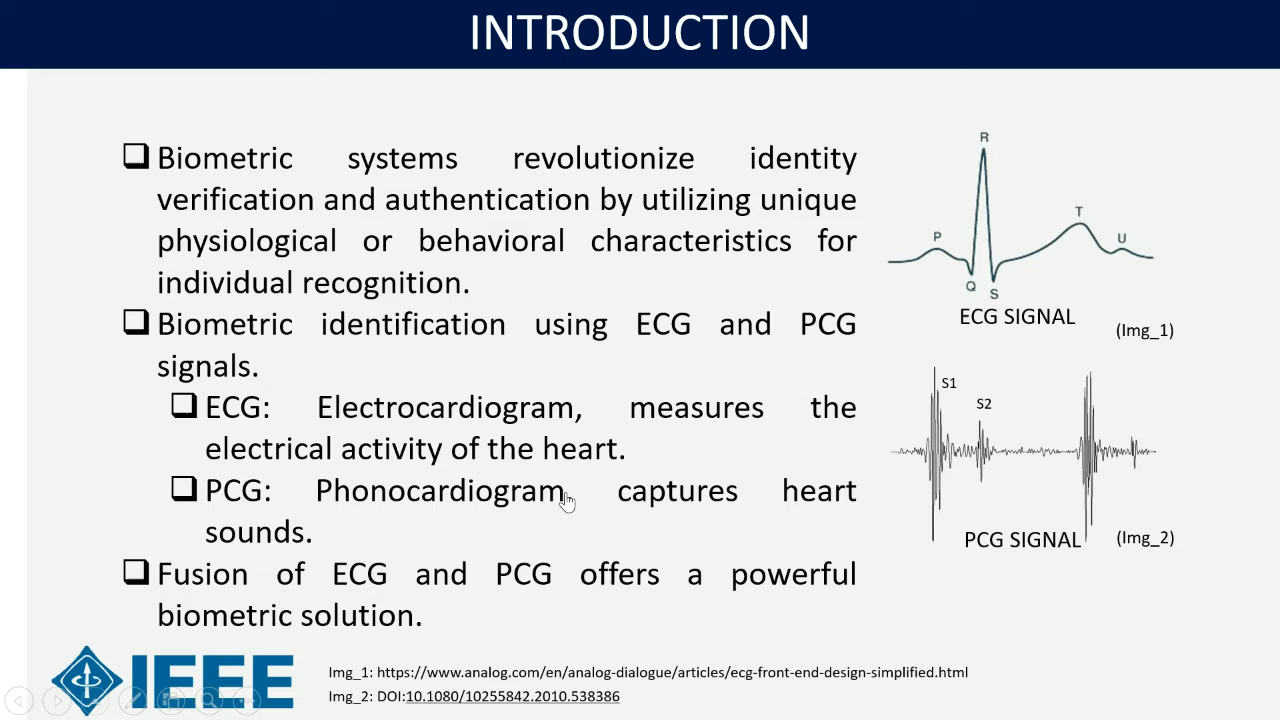 INTRODUCTION
Biometric systems revolutionize identity
verification and authentication by utilizing unique
physiological or behavioral characteristics for
individual recognition.
Biometric identification using ECG and PCG
signals.
ECG: Electrocardiogram, measures the
electrical activity of the heart.
PCG: Phonocardiogram, captures heart
sounds.
Fusion of ECG and PCG offers a powerful
biometric solution.
R
P
T
U
Q
S
ECG SIGNAL
(Img_1)
S1
S2
PCG SIGNAL
(Img_2)
IEEE
Img_1: https://www.analog.com/en/analog-dialogue/articles/ecg-front-end-design-simplified.html
Img_2: DOI:10.1080/10255842.2010.538386